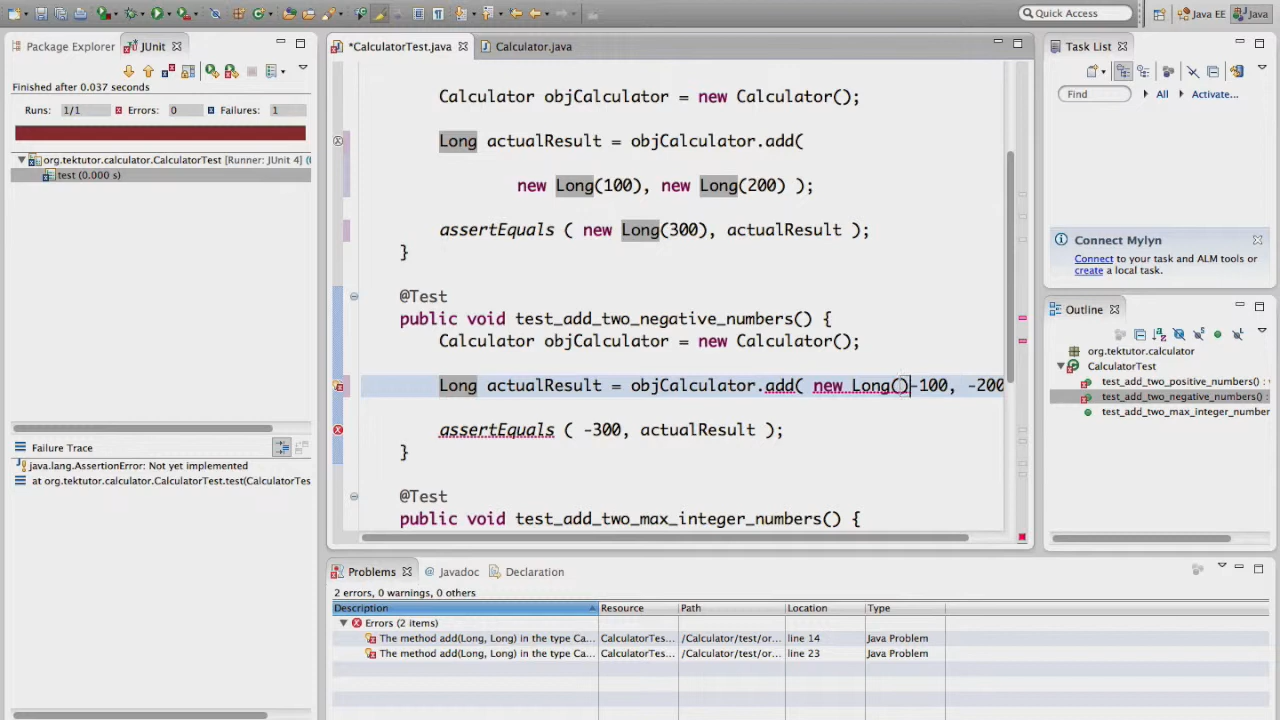 Quick Access
Java EE
Java
Package Explorer
JUnit
Finished after 0.037 seconds
Runs: 1/1 Errors: 0 Failures: 1
org.tektutor.calculator.CalculatorTest [Runner: JUnit 4] (
test (0.000 s)
Failure Trace
java.lang.AssertionError: Not yet implemented
at org.tektutor.calculator.CalculatorTest.test(CalculatorTes
*CalculatorTest.java
Calculator.java
Calculator objCalculator = new Calculator();
Long actualResult = objCalculator.add(
new Long(100), new Long(200) );
assertEquals ( new Long(300), actualResult );
}
@Test
public void test_add_two_negative_numbers() {
Calculator objCalculator = new Calculator();
Long actualResult = objCalculator.add( new Long()-100, -200
assertEquals ( -300, actualResult );
}
@Test
public void test_add_two_max_integer_numbers() {
Problems
@ Javadoc
Declaration
2 errors, 0 warnings, 0 others
Description Resource Path Location Type
Errors (2 items)
The method add(Long, Long) in the type Ca... CalculatorTes... /Calculator/test/or... line 14 Java Problem
The method add(Long, Long) in the type Ca... CalculatorTes... /Calculator/test/or... line 23 Java Problem
Task List
Find All Activate...
Connect Mylyn
Connect to your task and ALM tools or
create a local task.
Outline
org.tektutor.calculator
CalculatorTest
test_add_two_positive_numbers() :
test_add_two_negative_numbers() :
test_add_two_max_integer_number